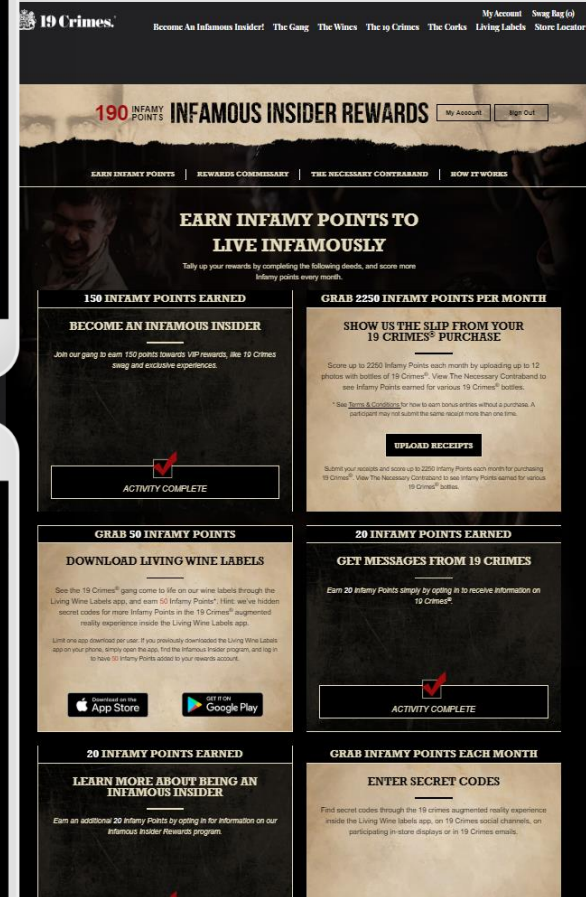 My Account Swag Bag (0)
19 Crimes.
Become An Infamous Insider! The Gang The Wines The 19 Crimes The Corks Living Labels Store Locator
190 INFAMY POINTS INFAMOUS INSIDER REWARDS My Account Sign Out
EARN INFAMY POINTS REWARDS COMMISSARY THE NECESSARY CONTRABAND HOW IT WORKS
EARN INFAMY POINTS TO
LIVE INFAMOUSLY
Tally up your rewards by completing the following deeds, and score more
Infamy points every month.
150 INFAMY POINTS EARNED
BECOME AN INFAMOUS INSIDER
Join our gang to earn 150 points towards VIP rewards, like 19 Crimes
swag and exclusive experiences.
ACTIVITY COMPLETE
GRAB 2250 INFAMY POINTS PER MONTH
SHOW US THE SLIP FROM YOUR
19 CRIMES® PURCHASE
Score up to 2250 Infamy Points each month by uploading up to 12
photos with bottles of 19 Crimes®. View The Necessary Contraband to
see Infamy Points earned for various 19 Crimes® bottles.
* See Terms & Conditions for how to earn bonus entries without a purchase. A
participant may not submit the same receipt more than one time.
UPLOAD RECEIPTS
Submit your receipts and score up to 2250 Infamy Points each month for purchasing
19 Crimes®. View The Necessary Contraband to see Infamy Points earned for various
19 Crimes® bottles.
GRAB 50 INFAMY POINTS
DOWNLOAD LIVING WINE LABELS
See the 19 Crimes® gang come to life on our wine labels through the
Living Wine Labels app, and earn 50 Infamy Points*. Hint: we've hidden
secret codes for more Infamy Points in the 19 Crimes® augmented
reality experience inside the Living Wine Labels app.
Limit one app download per user. If you previously downloaded the Living Wine Labels
app on your phone, simply open the app, find the Infamous Insider program, and log in
to have 50 Infamy Points added to your rewards account.
Download on the
App Store
GET IT ON
Google Play
20 INFAMY POINTS EARNED
GET MESSAGES FROM 19 CRIMES
Earn 20 Infamy Points simply by opting in to receive information on
19 Crimes®.
ACTIVITY COMPLETE
20 INFAMY POINTS EARNED
LEARN MORE ABOUT BEING AN
INFAMOUS INSIDER
Earn an additional 20 Infamy Points by opting in for information on our
Infamous Insider Rewards program.
GRAB INFAMY POINTS EACH MONTH
ENTER SECRET CODES
Find secret codes through the 19 crimes augmented reality experience
inside the Living Wine labels app, on 19 Crimes social channels, on
participating in-store displays or in 19 Crimes emails.